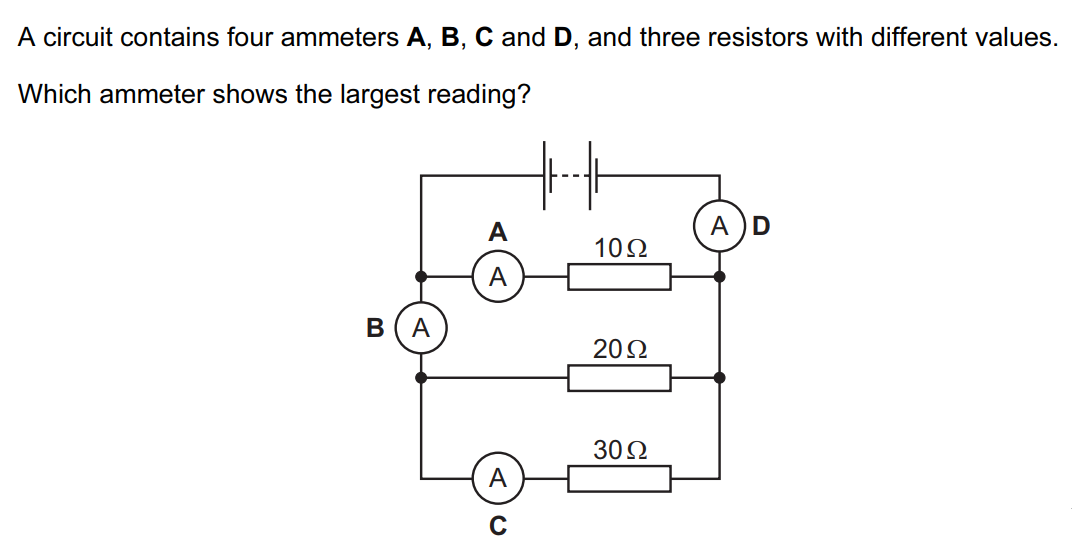 A circuit contains four ammeters A, B, C and D, and three resistors with different values.
Which ammeter shows the largest reading?
A
A D
10 Ω
A
B A
20 Ω
30 Ω
A
C